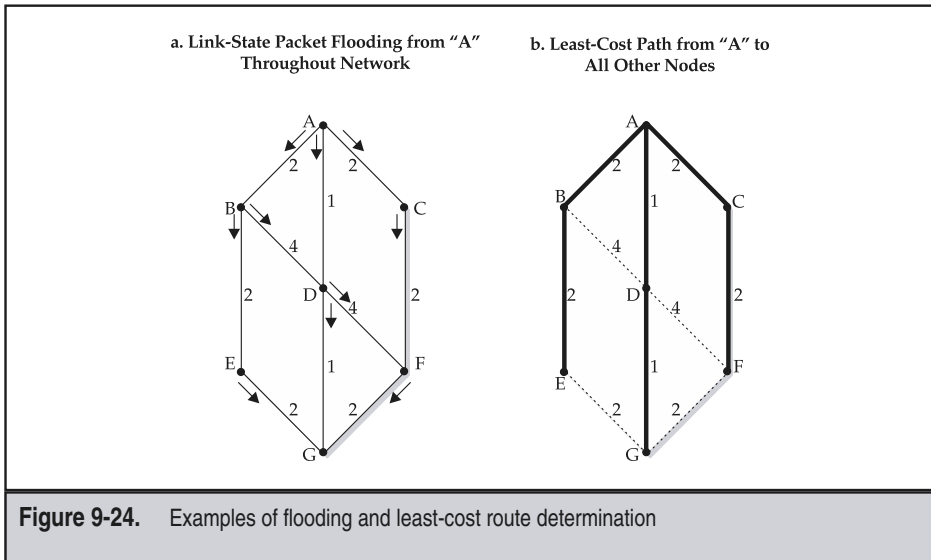 a. Link-State Packet Flooding from “A”
Throughout Network
A
2
2
B
1
C
4
D
2
4
2
E
1
F
2
2
G
b. Least-Cost Path from “A” to
All Other Nodes
A
2
2
B
1
C
4
D
2
4
2
E
1
F
2
2
G
Figure 9-24. Examples of flooding and least-cost route determination